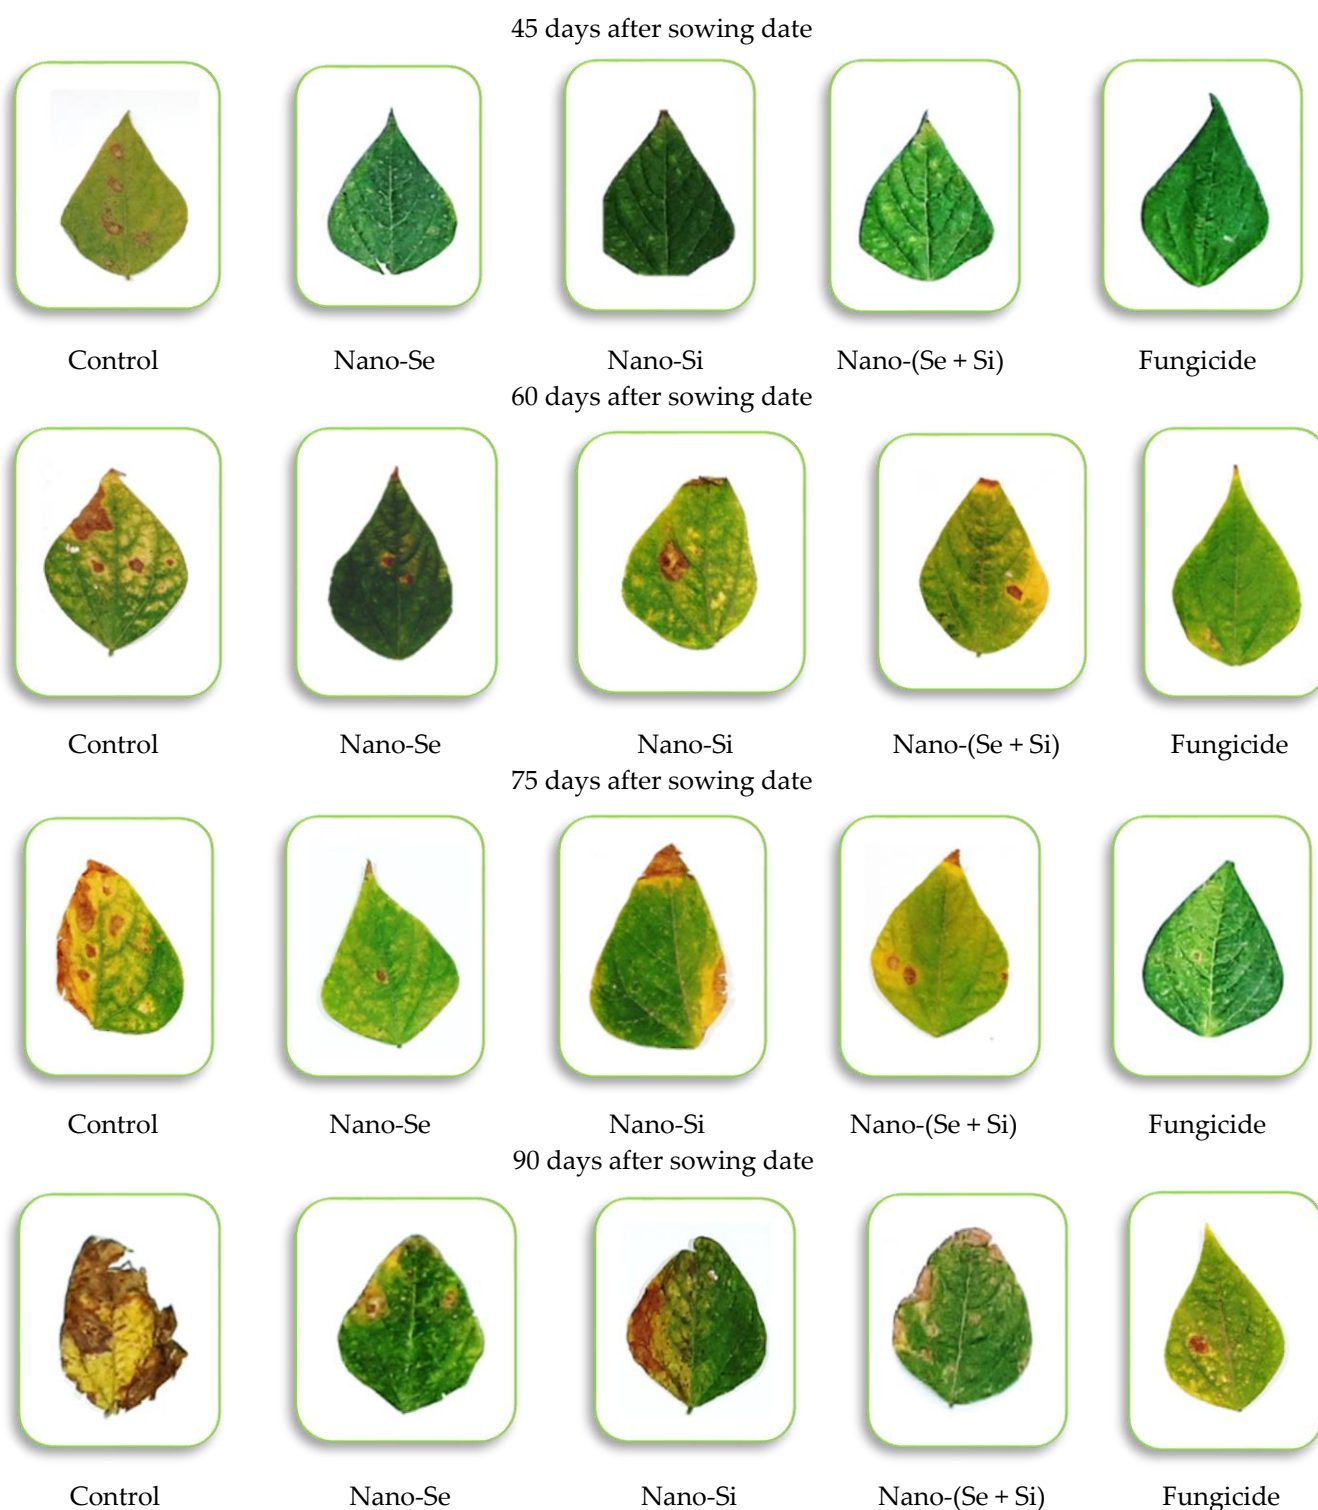 45 days after sowing date
Control Nano-Se Nano-Si Nano-(Se + Si) Fungicide
60 days after sowing date
Control Nano-Se Nano-Si Nano-(Se + Si) Fungicide
75 days after sowing date
Control Nano-Se Nano-Si Nano-(Se + Si) Fungicide
90 days after sowing date
Control Nano-Se Nano-Si Nano-(Se + Si) Fungicide